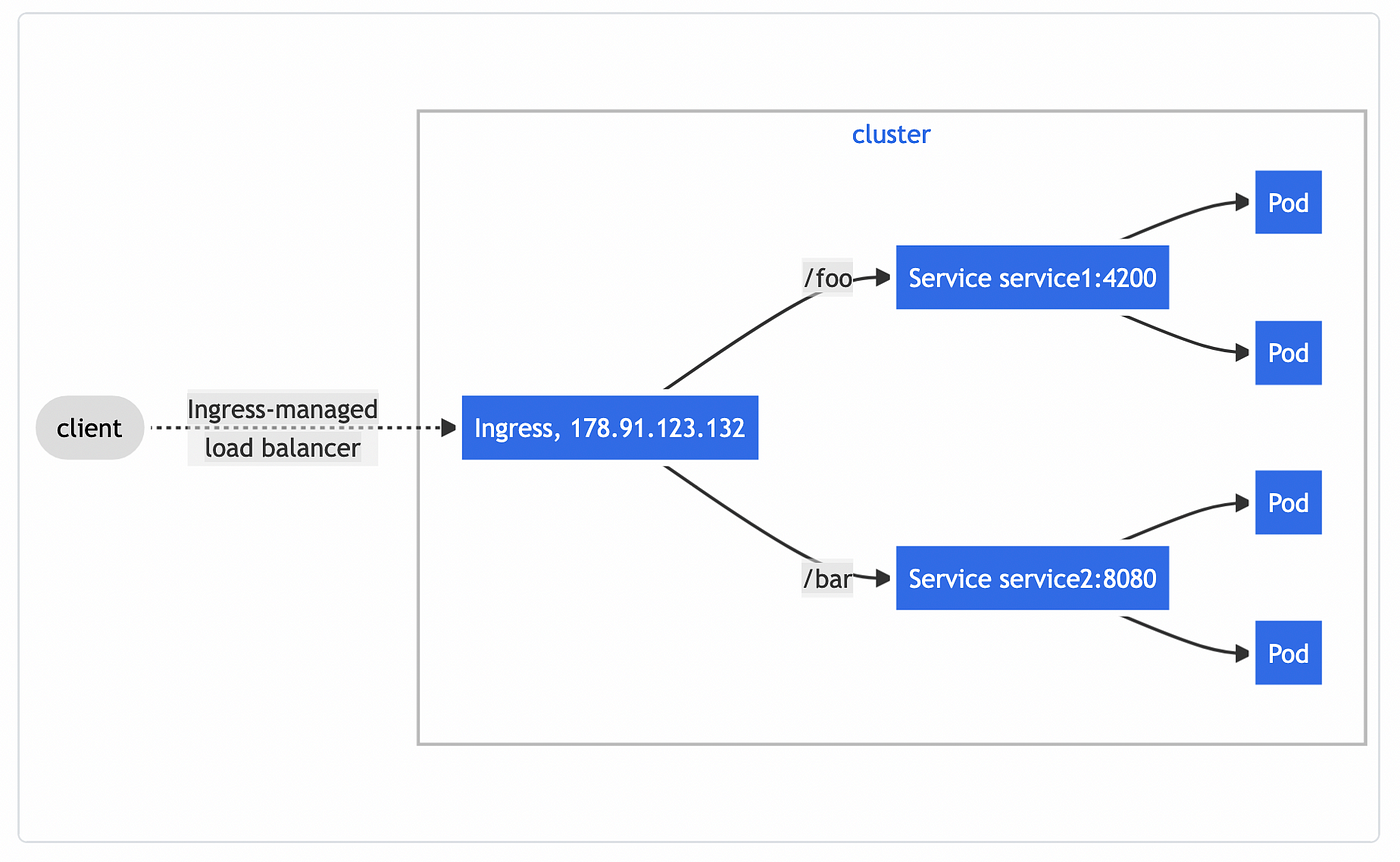 cluster
Pod
/foo
Service service1:4200
Pod
client
Ingress-managed
load balancer
Ingress, 178.91.123.132
Pod
/bar
Service service2:8080
Pod